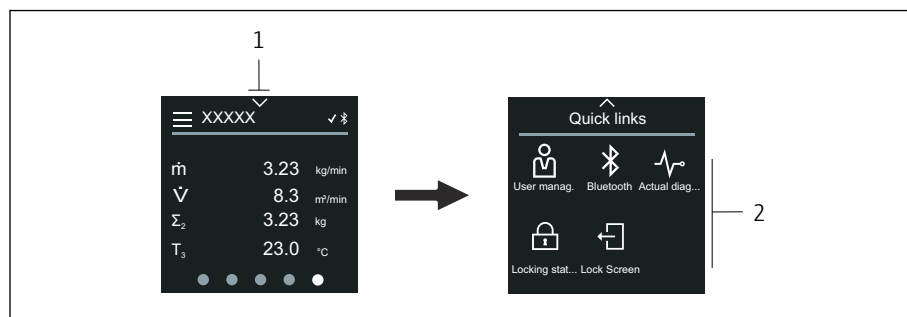 1
XXXXX
ṁ 3.23 kg/min
V̇ 8.3 m³/min
Σ₂ 3.23 kg
T₃ 23.0 °C
Quick links
User manag. Bluetooth Actual diag...
Locking stat... Lock Screen
2